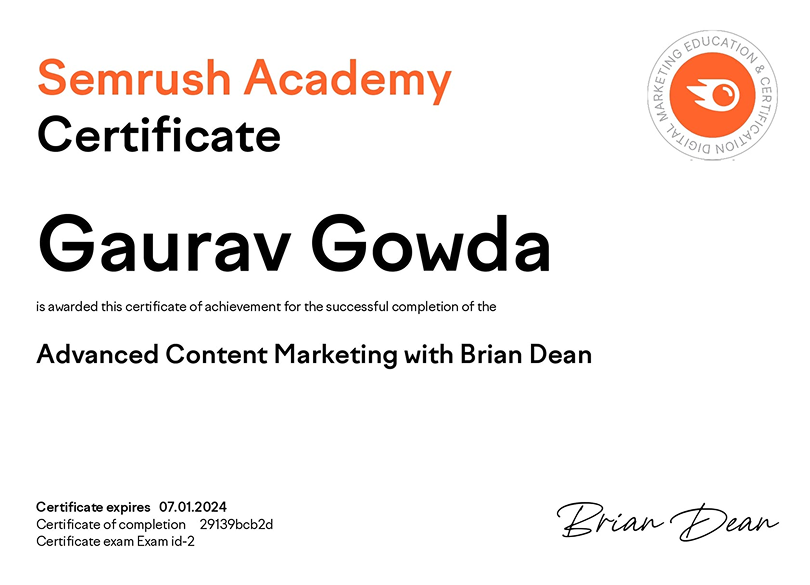 Semrush Academy
Certificate
DIGITAL MARKETING EDUCATION & CERTIFICATION
Gaurav Gowda
is awarded this certificate of achievement for the successful completion of the
Advanced Content Marketing with Brian Dean
Certificate expires 07.01.2024
Certificate of completion 29139bcb2d
Certificate exam Exam id-2
Brian Dean